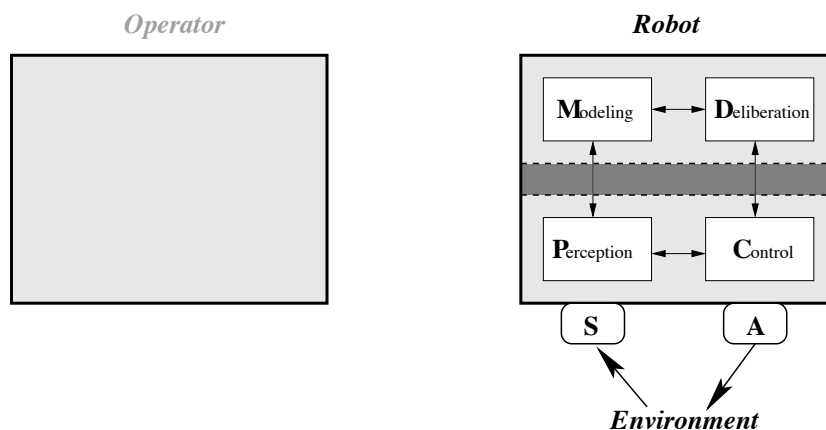 Operator
Robot
Modeling
Deliberation
Perception
Control
S
A
Environment